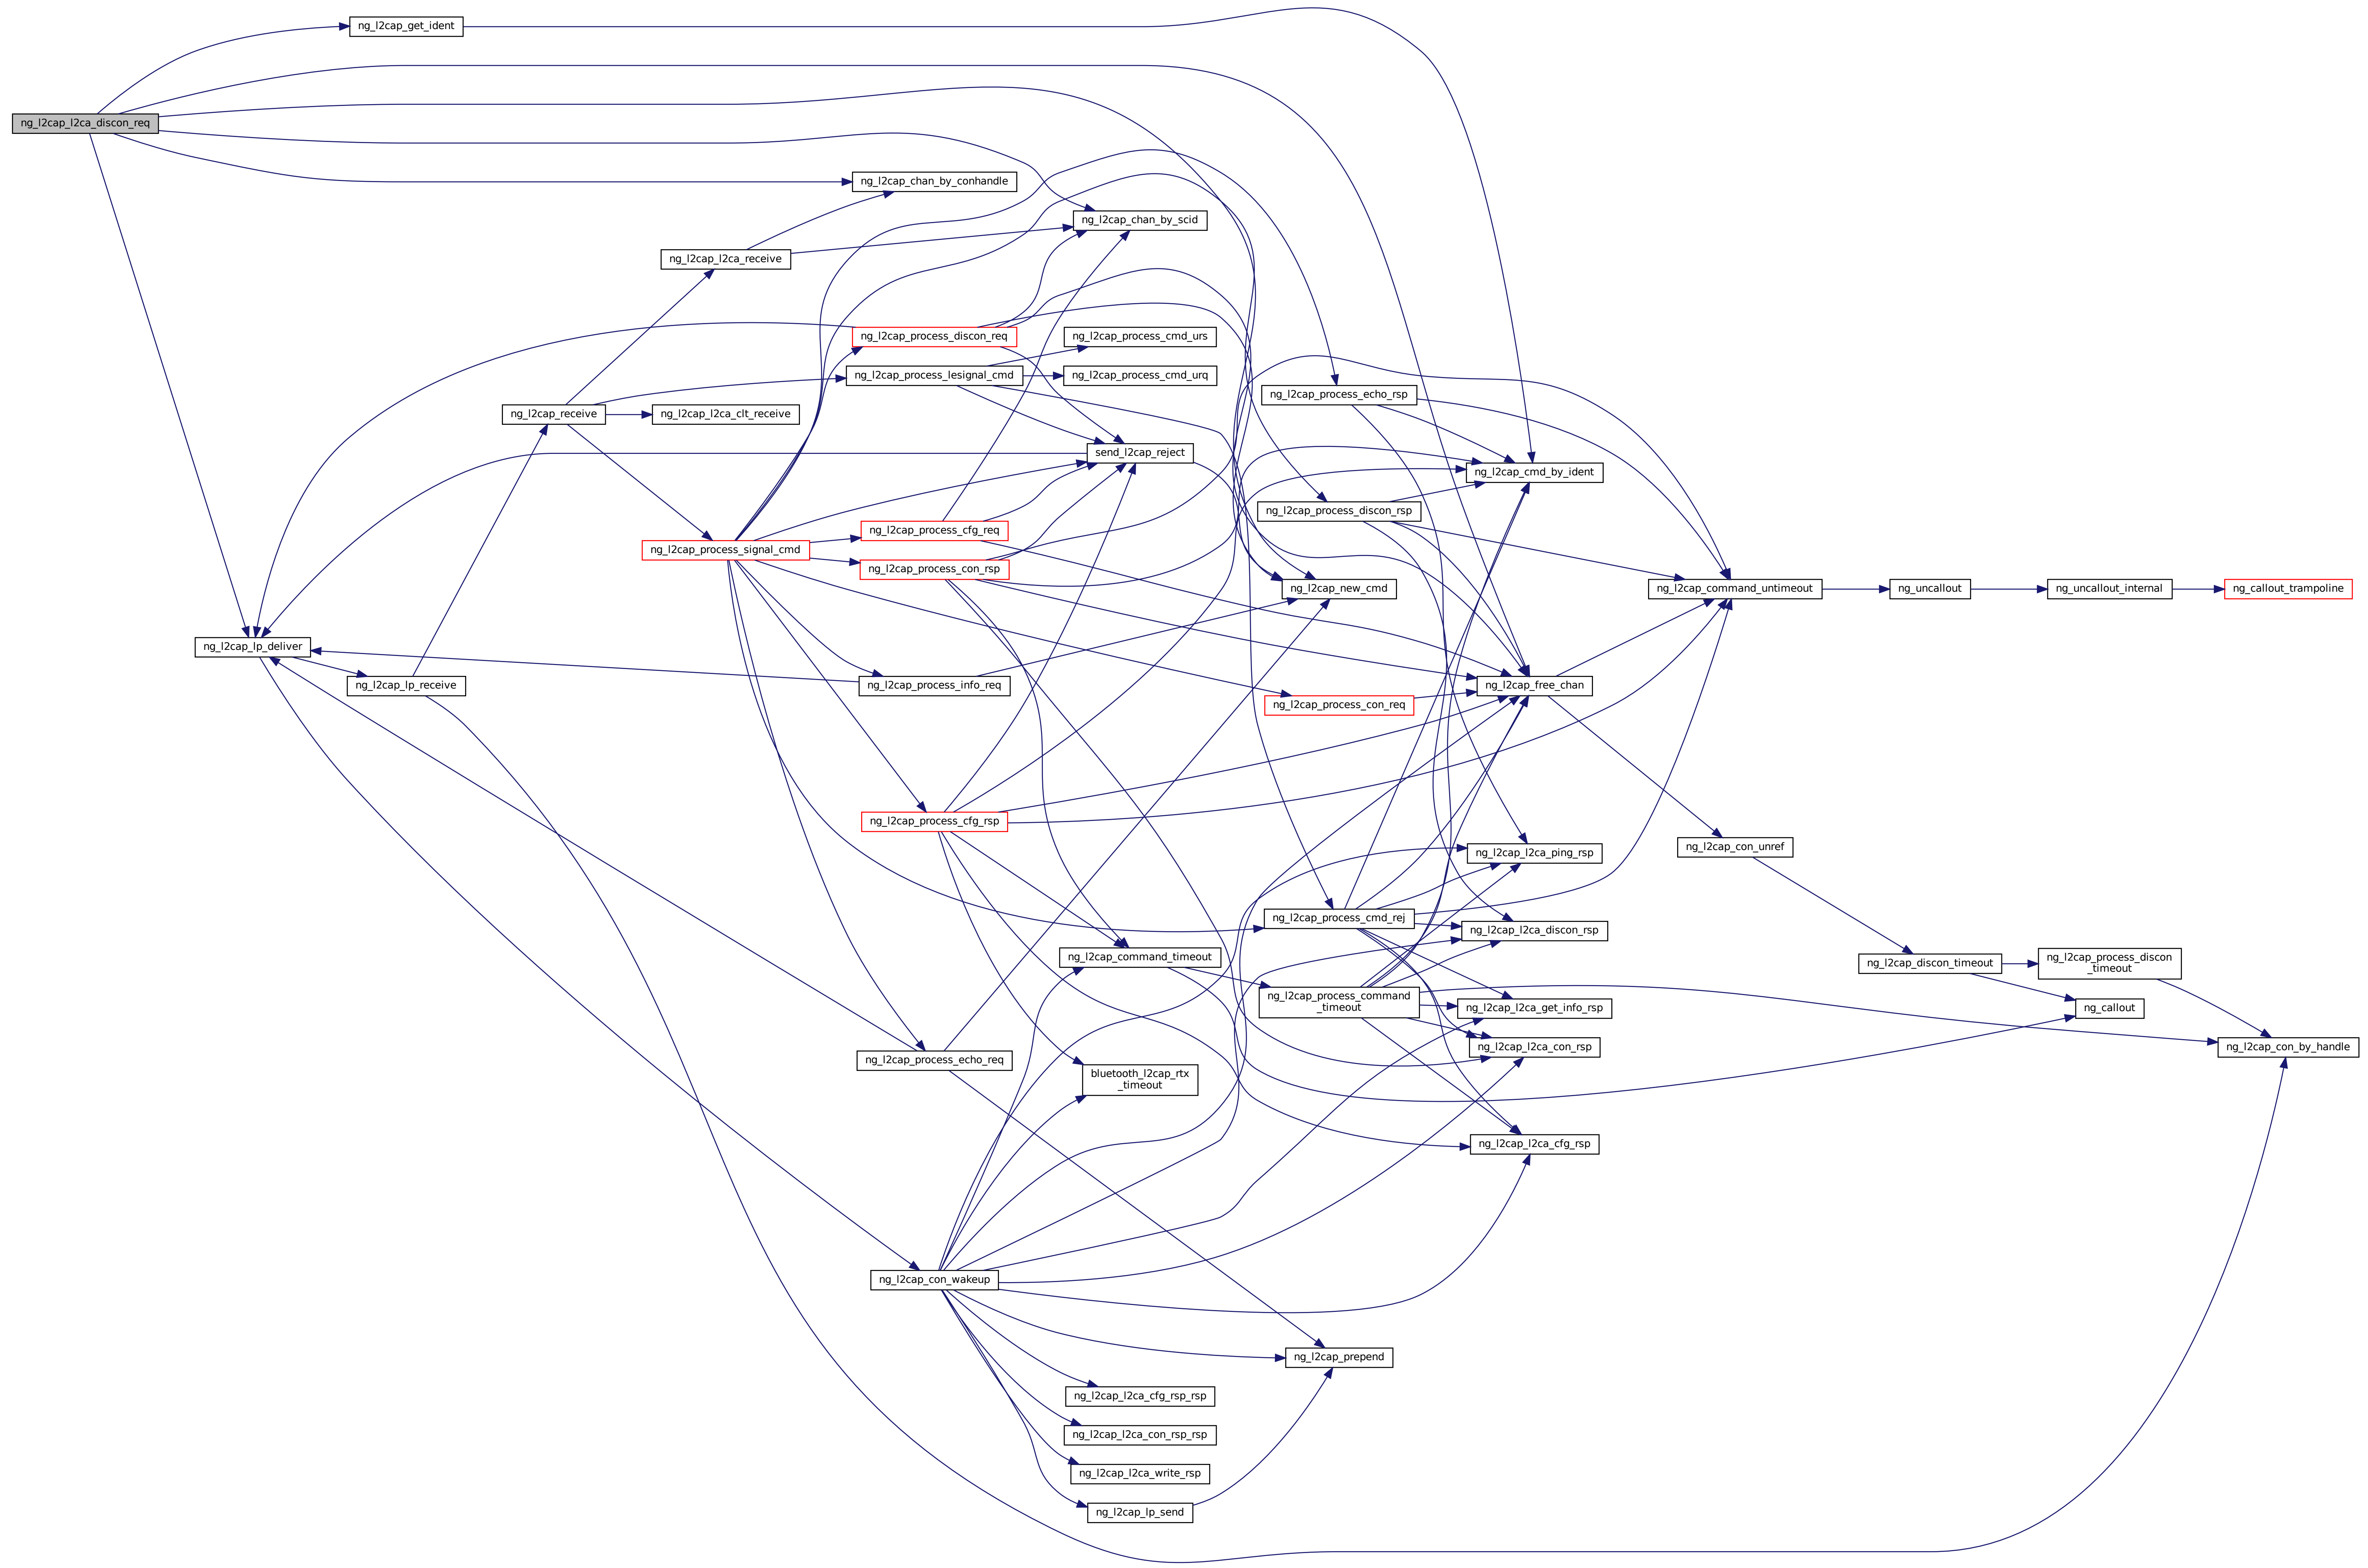 ng_l2cap_get_ident
ng_l2cap_l2ca_discon_req
ng_l2cap_chan_by_conhandle
ng_l2cap_chan_by_scid
ng_l2cap_l2ca_receive
ng_l2cap_process_discon_req
ng_l2cap_process_cmd_urs
ng_l2cap_process_lesignal_cmd
ng_l2cap_process_cmd_urq
ng_l2cap_process_echo_rsp
ng_l2cap_receive
ng_l2cap_l2ca_clt_receive
send_l2cap_reject
ng_l2cap_cmd_by_ident
ng_l2cap_process_discon_rsp
ng_l2cap_process_cfg_req
ng_l2cap_process_signal_cmd
ng_l2cap_process_con_rsp
ng_l2cap_new_cmd
ng_l2cap_command_untimeout
ng_uncallout
ng_uncallout_internal
ng_callout_trampoline
ng_l2cap_lp_deliver
ng_l2cap_lp_receive
ng_l2cap_process_info_req
ng_l2cap_free_chan
ng_l2cap_process_con_req
ng_l2cap_process_cfg_rsp
ng_l2cap_con_unref
ng_l2cap_l2ca_ping_rsp
ng_l2cap_process_cmd_rej
ng_l2cap_l2ca_discon_rsp
ng_l2cap_command_timeout
ng_l2cap_discon_timeout
ng_l2cap_process_discon
_timeout
ng_l2cap_process_command
_timeout
ng_l2cap_l2ca_get_info_rsp
ng_callout
ng_l2cap_l2ca_con_rsp
ng_l2cap_con_by_handle
ng_l2cap_process_echo_req
bluetooth_l2cap_rtx
_timeout
ng_l2cap_l2ca_cfg_rsp
ng_l2cap_con_wakeup
ng_l2cap_prepend
ng_l2cap_l2ca_cfg_rsp_rsp
ng_l2cap_l2ca_con_rsp_rsp
ng_l2cap_l2ca_write_rsp
ng_l2cap_lp_send